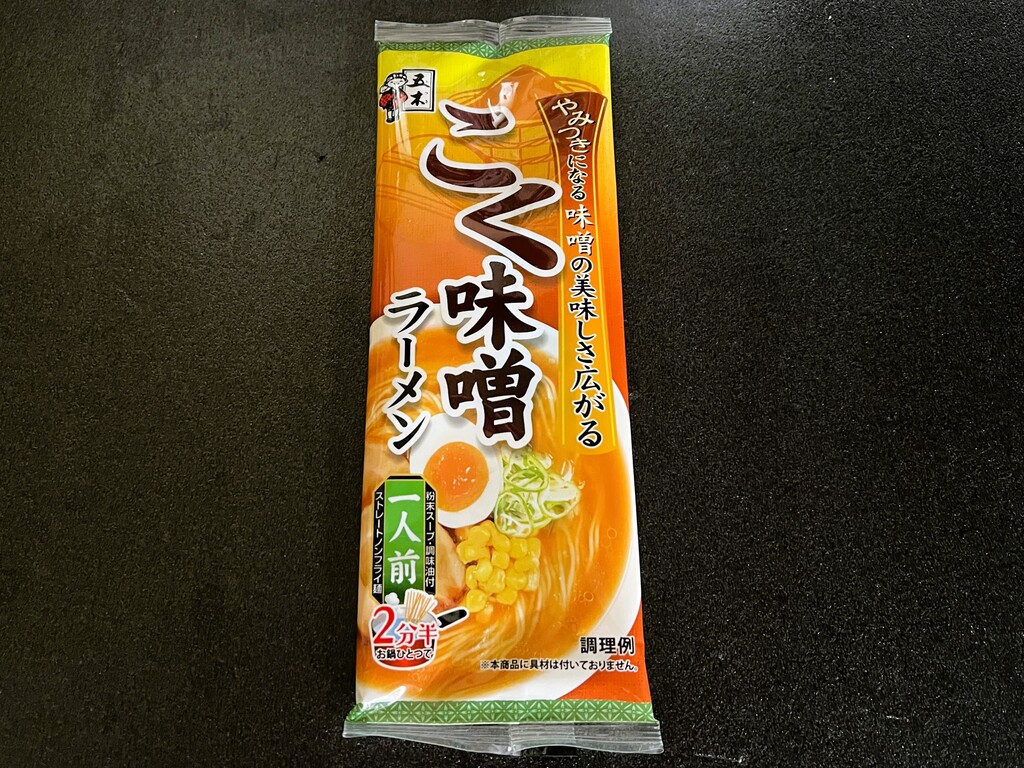 五木
やみつきになる味噌の美味しさ広がる
こく味噌
ラーメン
一人前
粉末スープ・調味油付
ストレートノンフライ麺
2分半
お鍋ひとつで
調理例
※本商品に具材は付いておりません。